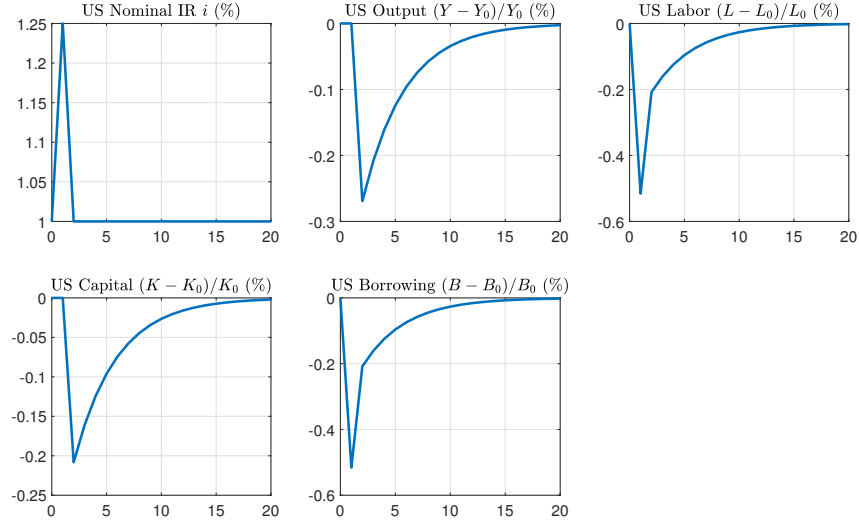 US Nominal IR i (%)
1.25
1.2
1.15
1.1
1.05
1
0 5 10 15 20
US Output (Y − Y₀)/Y₀ (%)
0
-0.1
-0.2
-0.3
0 5 10 15 20
US Labor (L − L₀)/L₀ (%)
0
-0.2
-0.4
-0.6
0 5 10 15 20
US Capital (K − K₀)/K₀ (%)
0
-0.05
-0.1
-0.15
-0.2
-0.25
0 5 10 15 20
US Borrowing (B − B₀)/B₀ (%)
0
-0.2
-0.4
-0.6
0 5 10 15 20